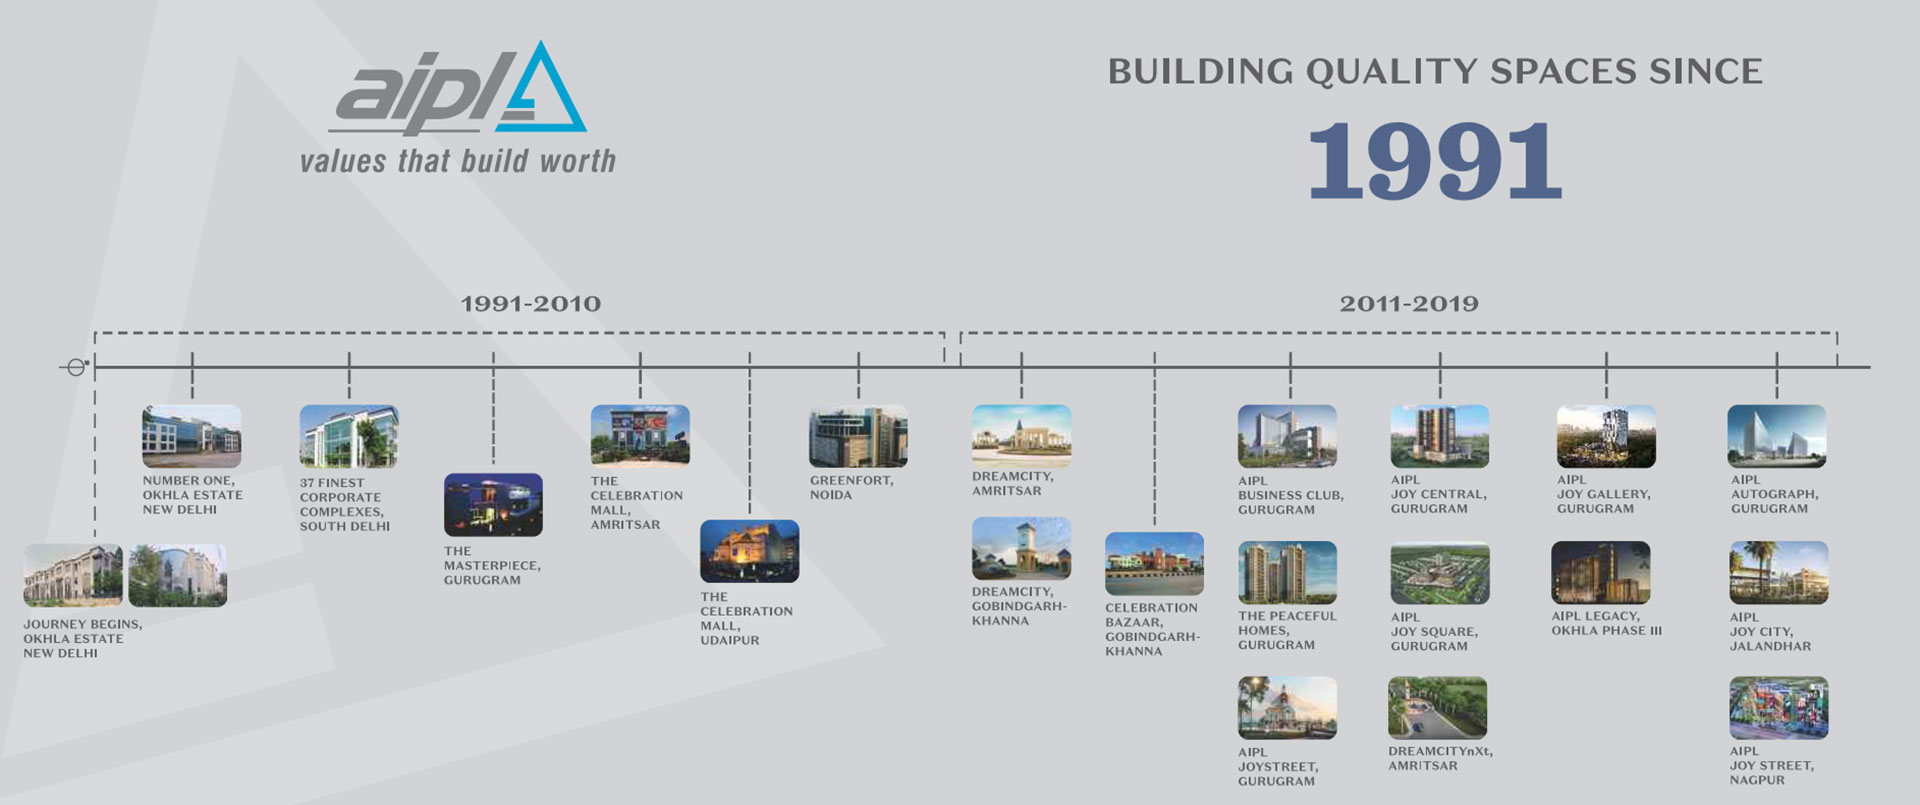 aipl
values that build worth
BUILDING QUALITY SPACES SINCE
1991
1991-2010
2011-2019
JOURNEY BEGINS,
OKHLA ESTATE
NEW DELHI
NUMBER ONE,
OKHLA ESTATE
NEW DELHI
37 FINEST
CORPORATE
COMPLEXES,
SOUTH DELHI
THE
MASTERPIECE,
GURUGRAM
THE
CELEBRATION
MALL,
AMRITSAR
THE
CELEBRATION
MALL,
UDAIPUR
GREENFORT,
NOIDA
DREAMCITY,
AMRITSAR
DREAMCITY,
GOBINDGARH-
KHANNA
CELEBRATION
BAZAAR,
GOBINDGARH-
KHANNA
AIPL
BUSINESS CLUB,
GURUGRAM
THE PEACEFUL
HOMES,
GURUGRAM
AIPL
JOYSTREET,
GURUGRAM
AIPL
JOY CENTRAL,
GURUGRAM
AIPL
JOY SQUARE,
GURUGRAM
DREAMCITYnXt,
AMRITSAR
AIPL
JOY GALLERY,
GURUGRAM
AIPL LEGACY,
OKHLA PHASE III
AIPL
AUTOGRAPH,
GURUGRAM
AIPL
JOY CITY,
JALANDHAR
AIPL
JOY STREET,
NAGPUR